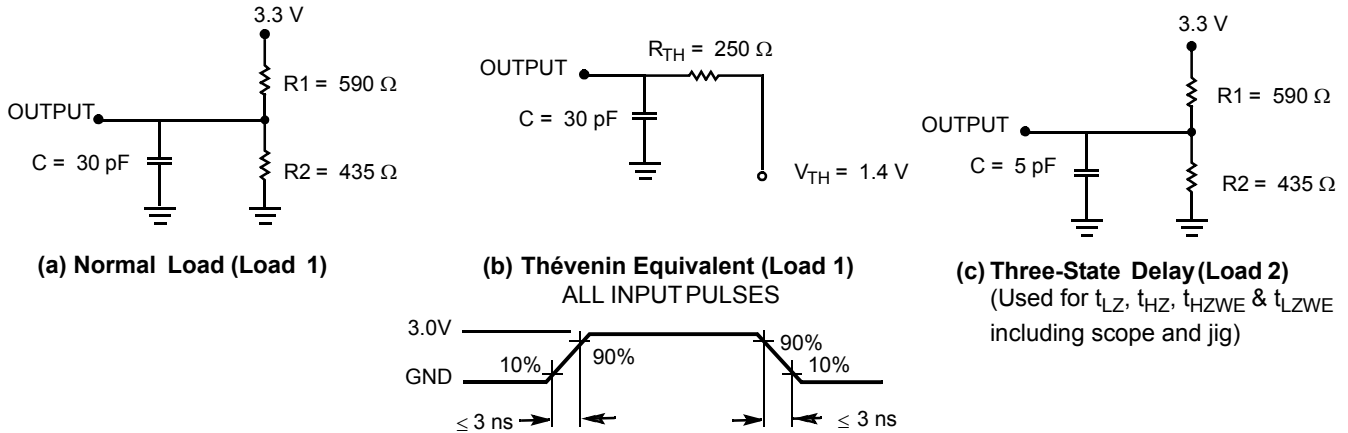 3.3 V
R1 = 590 Ω
OUTPUT
C = 30 pF
R2 = 435 Ω
(a) Normal Load (Load 1)
R_TH = 250 Ω
OUTPUT
C = 30 pF
V_TH = 1.4 V
(b) Thévenin Equivalent (Load 1)
3.3 V
R1 = 590 Ω
OUTPUT
C = 5 pF
R2 = 435 Ω
(c) Three-State Delay (Load 2)
(Used for t_LZ, t_HZ, t_HZWE & t_LZWE
including scope and jig)
ALL INPUT PULSES
3.0V
GND
10%
90%
90%
10%
≤ 3 ns
≤ 3 ns